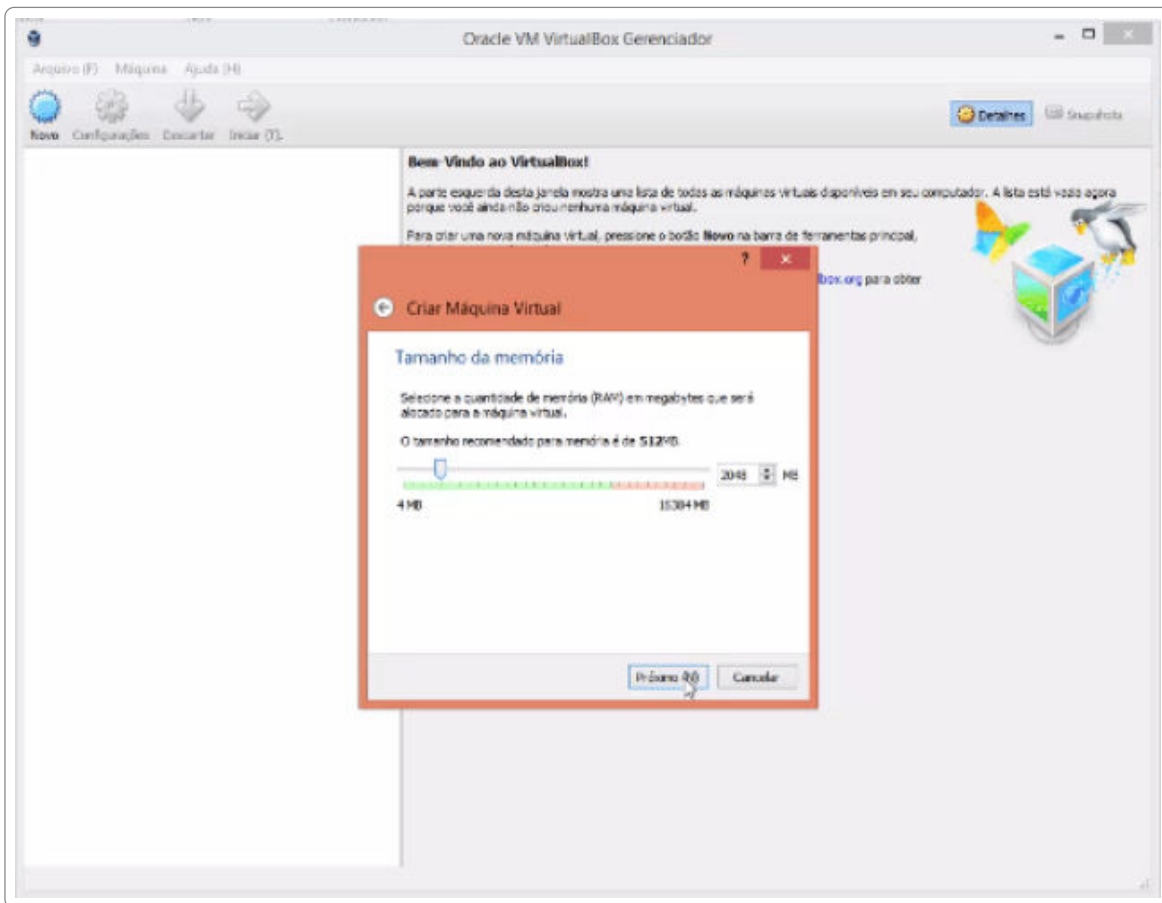 Oracle VM VirtualBox Gerenciador
Arquivo (F) Máquina Ajuda (H)
Novo Configurações Descartar Iniciar (T)
Detalhes Snapshots
Bem-Vindo ao VirtualBox!
A parte esquerda desta janela mostra uma lista de todas as máquinas virtuais disponíveis em seu computador. A lista está vazia agora
porque você ainda não criou nenhuma máquina virtual.
Para criar uma nova máquina virtual, pressione o botão Novo na barra de ferramentas principal,
box.org para obter
?
Criar Máquina Virtual
Tamanho da memória
Selecione a quantidade de memória (RAM) em megabytes que será
alocado para a máquina virtual.
O tamanho recomendado para memória é de 512MB.
2048 MB
4 MB 16384 MB
Próximo (N) Cancelar